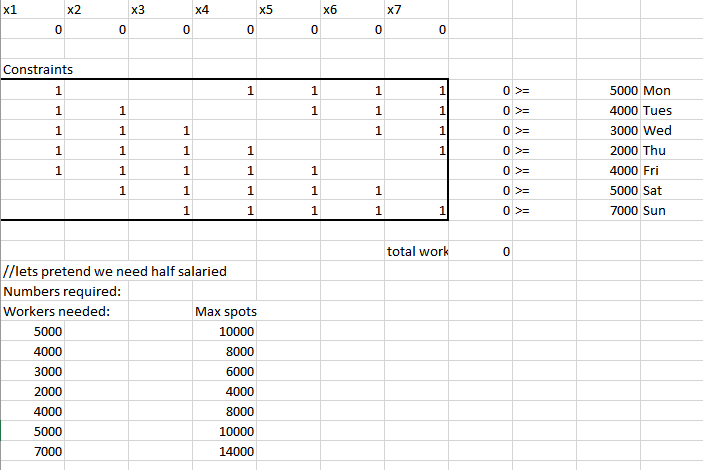 x1 x2 x3 x4 x5 x6 x7
0 0 0 0 0 0 0
Constraints
1 1 1 1 1 0 >= 5000 Mon
1 1 1 1 1 0 >= 4000 Tues
1 1 1 1 1 0 >= 3000 Wed
1 1 1 1 1 0 >= 2000 Thu
1 1 1 1 1 0 >= 4000 Fri
1 1 1 1 1 0 >= 5000 Sat
1 1 1 1 1 0 >= 7000 Sun
total work 0
//lets pretend we need half salaried
Numbers required:
Workers needed: Max spots
5000 10000
4000 8000
3000 6000
2000 4000
4000 8000
5000 10000
7000 14000